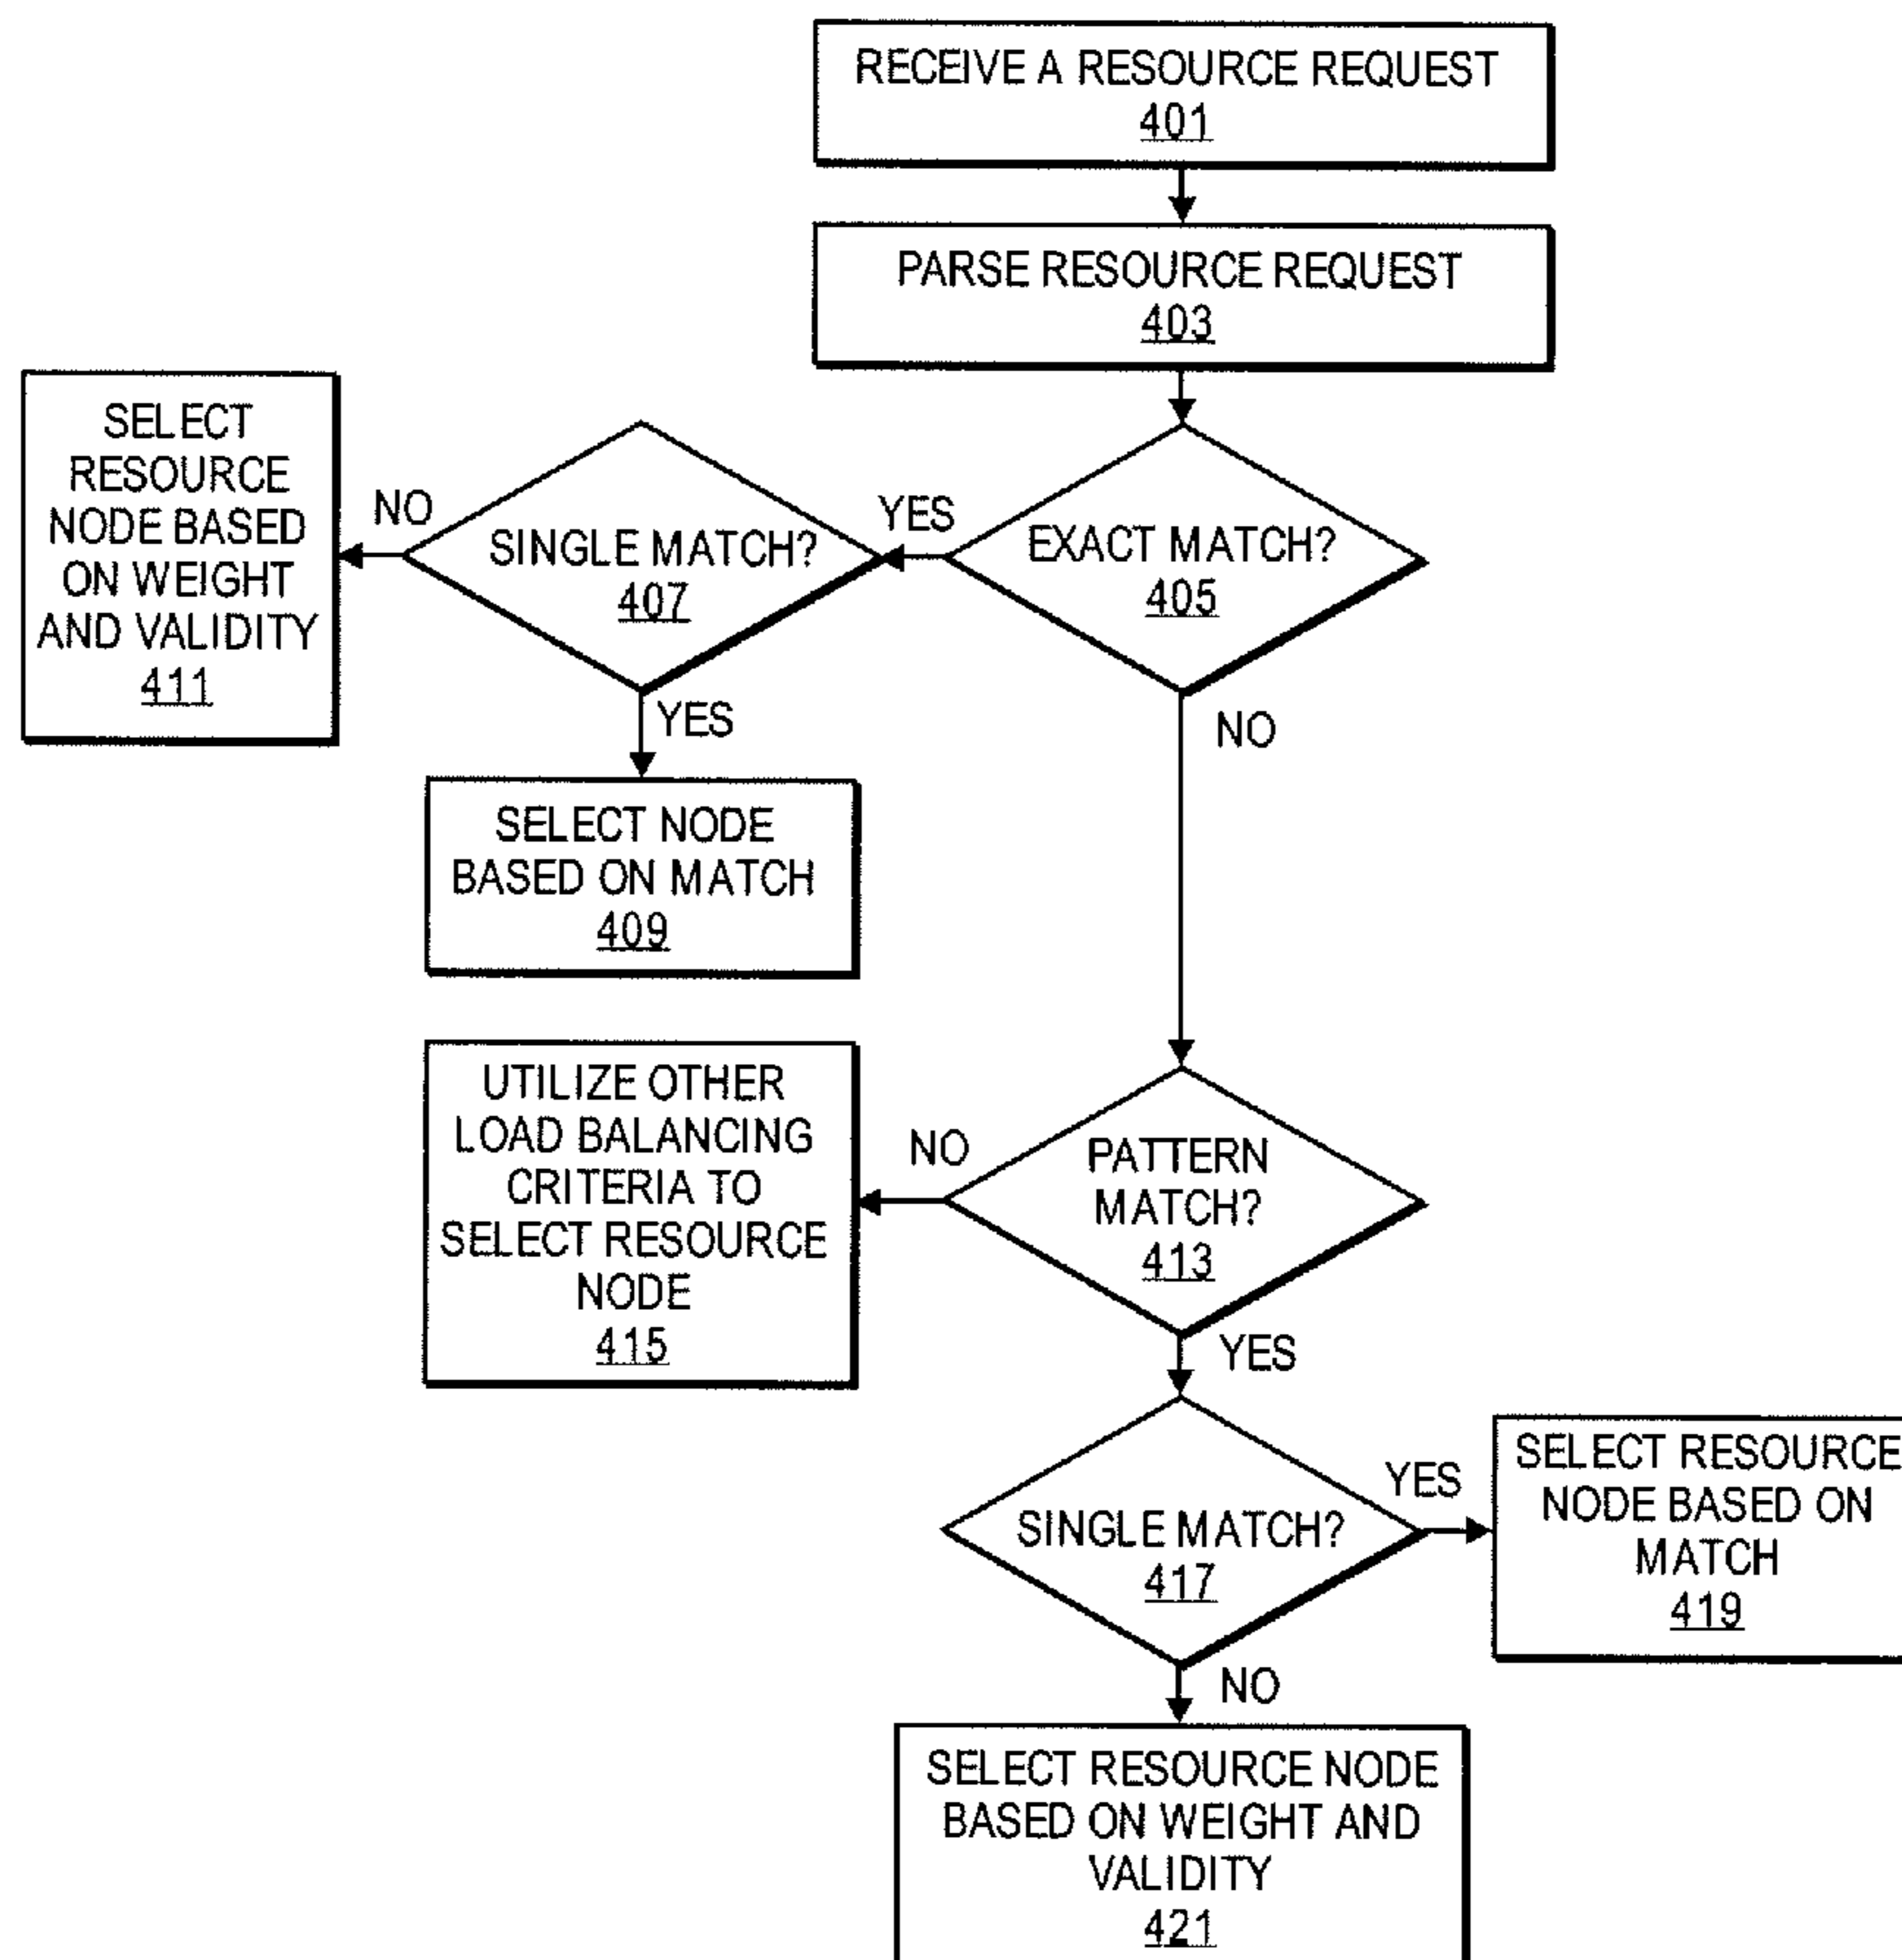 RECEIVE A RESOURCE REQUEST
401
PARSE RESOURCE REQUEST
403
EXACT MATCH?
405
YES
NO
SINGLE MATCH?
407
NO
YES
SELECT
RESOURCE
NODE BASED
ON WEIGHT
AND VALIDITY
411
SELECT NODE
BASED ON MATCH
409
PATTERN
MATCH?
413
NO
YES
UTILIZE OTHER
LOAD BALANCING
CRITERIA TO
SELECT RESOURCE
NODE
415
SINGLE MATCH?
417
YES
NO
SELECT RESOURCE
NODE BASED ON
MATCH
419
SELECT RESOURCE NODE
BASED ON WEIGHT AND
VALIDITY
421